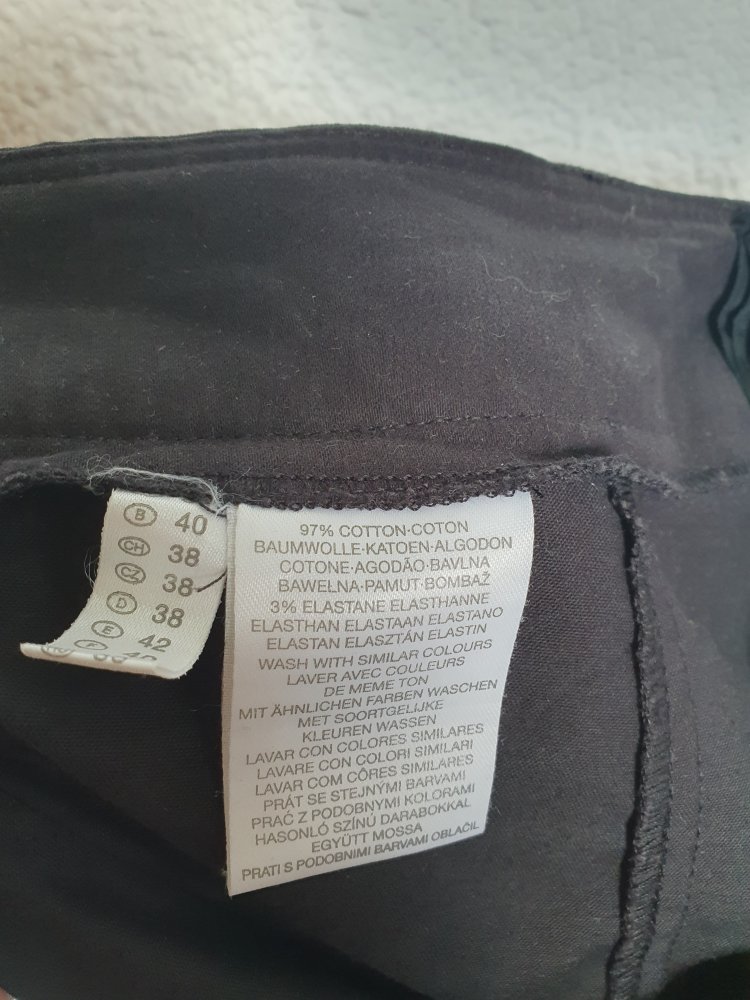 B 40
CH 38
CZ 38
D 38
E 42
F 40
97% COTTON·COTON
BAUMWOLLE·KATOEN·ALGODON
COTONE·AGODÃO·BAVLNA
BAWELNA·PAMUT·BOMBAŽ
3% ELASTANE ELASTHANNE
ELASTHAN ELASTAAN ELASTANO
ELASTAN ELASZTÁN ELASTIN
WASH WITH SIMILAR COLOURS
LAVER AVEC COULEURS
DE MEME TON
MIT ÄHNLICHEN FARBEN WASCHEN
MET SOORTGELIJKE
KLEUREN WASSEN
LAVAR CON COLORES SIMILARES
LAVARE CON COLORI SIMILARI
LAVAR COM CÔRES SIMILARES
PRÁT SE STEJNÝMI BARVAMI
PRAĆ Z PODOBNYMI KOLORAMI
HASONLÓ SZÍNÜ DARABOKKAL
EGYÜTT MOSSA
PRATI S PODOBNIMI BARVAMI OBLAČIL